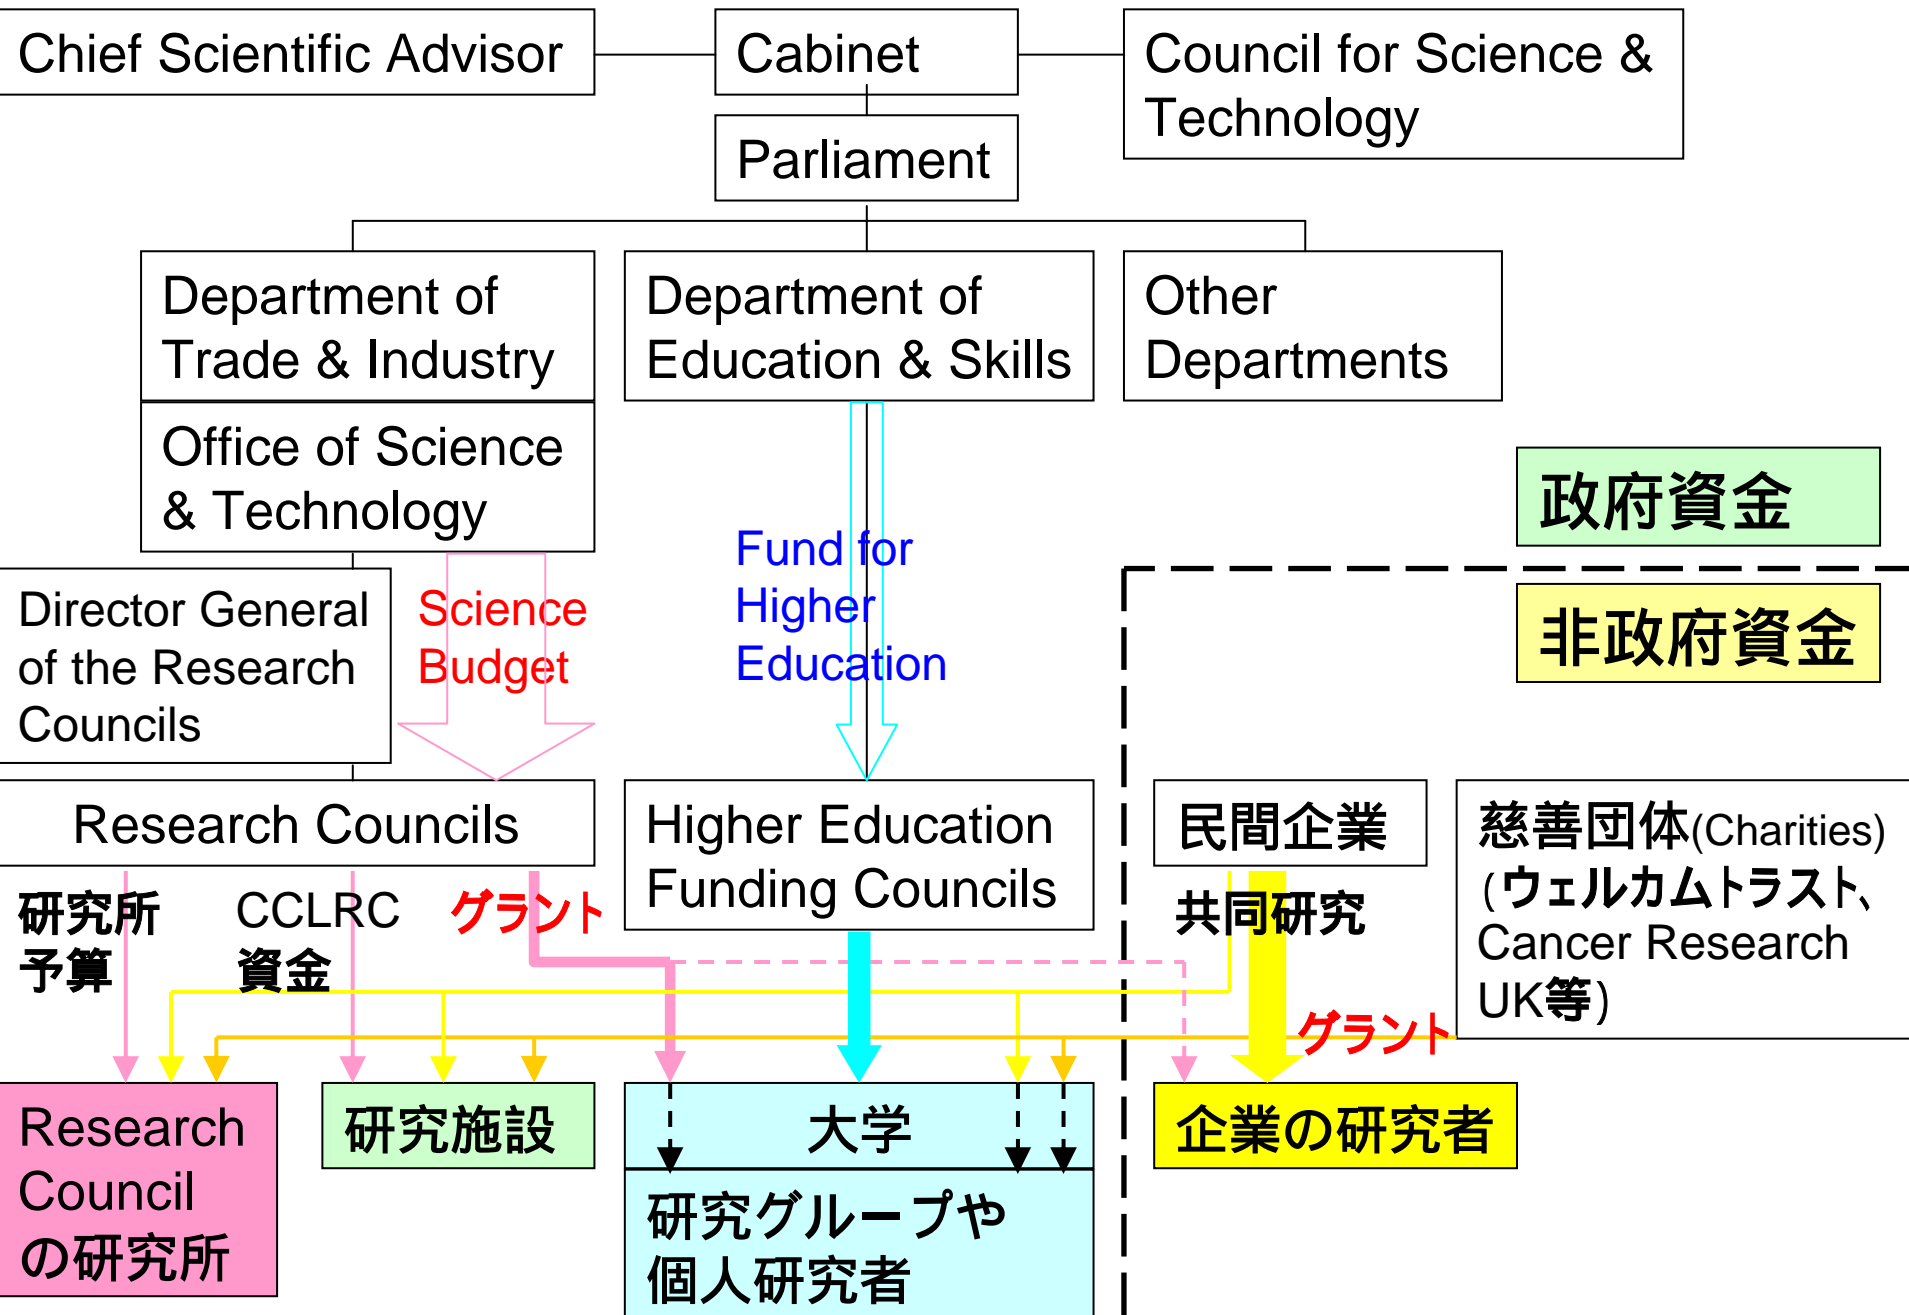 Chief Scientific Advisor
Cabinet
Council for Science &
Technology
Parliament
Department of
Trade & Industry
Department of
Education & Skills
Other
Departments
Office of Science
& Technology
政府資金
Fund for
Higher
Education
非政府資金
Director General
of the Research
Councils
Science
Budget
Research Councils
Higher Education
Funding Councils
民間企業
慈善団体(Charities)
(ウェルカムトラスト、
Cancer Research
UK等)
研究所
予算
CCLRC
資金
グラント
共同研究
グラント
Research
Council
の研究所
研究施設
大学
研究グループや
個人研究者
企業の研究者